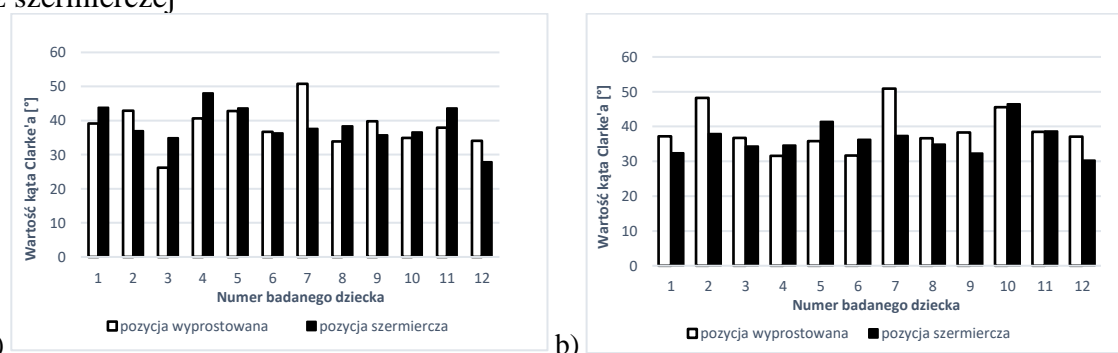 z szermierczej
60
50
40
30
20
10
0
Wartość kąta Clarke'a [°]
1 2 3 4 5 6 7 8 9 10 11 12
Numer badanego dziecka
pozycja wyprostowana pozycja szermiercza
)
b)
60
50
40
30
20
10
0
Wartość kąta Clarke'a [°]
1 2 3 4 5 6 7 8 9 10 11 12
Numer badanego dziecka
pozycja wyprostowana pozycja szermiercza